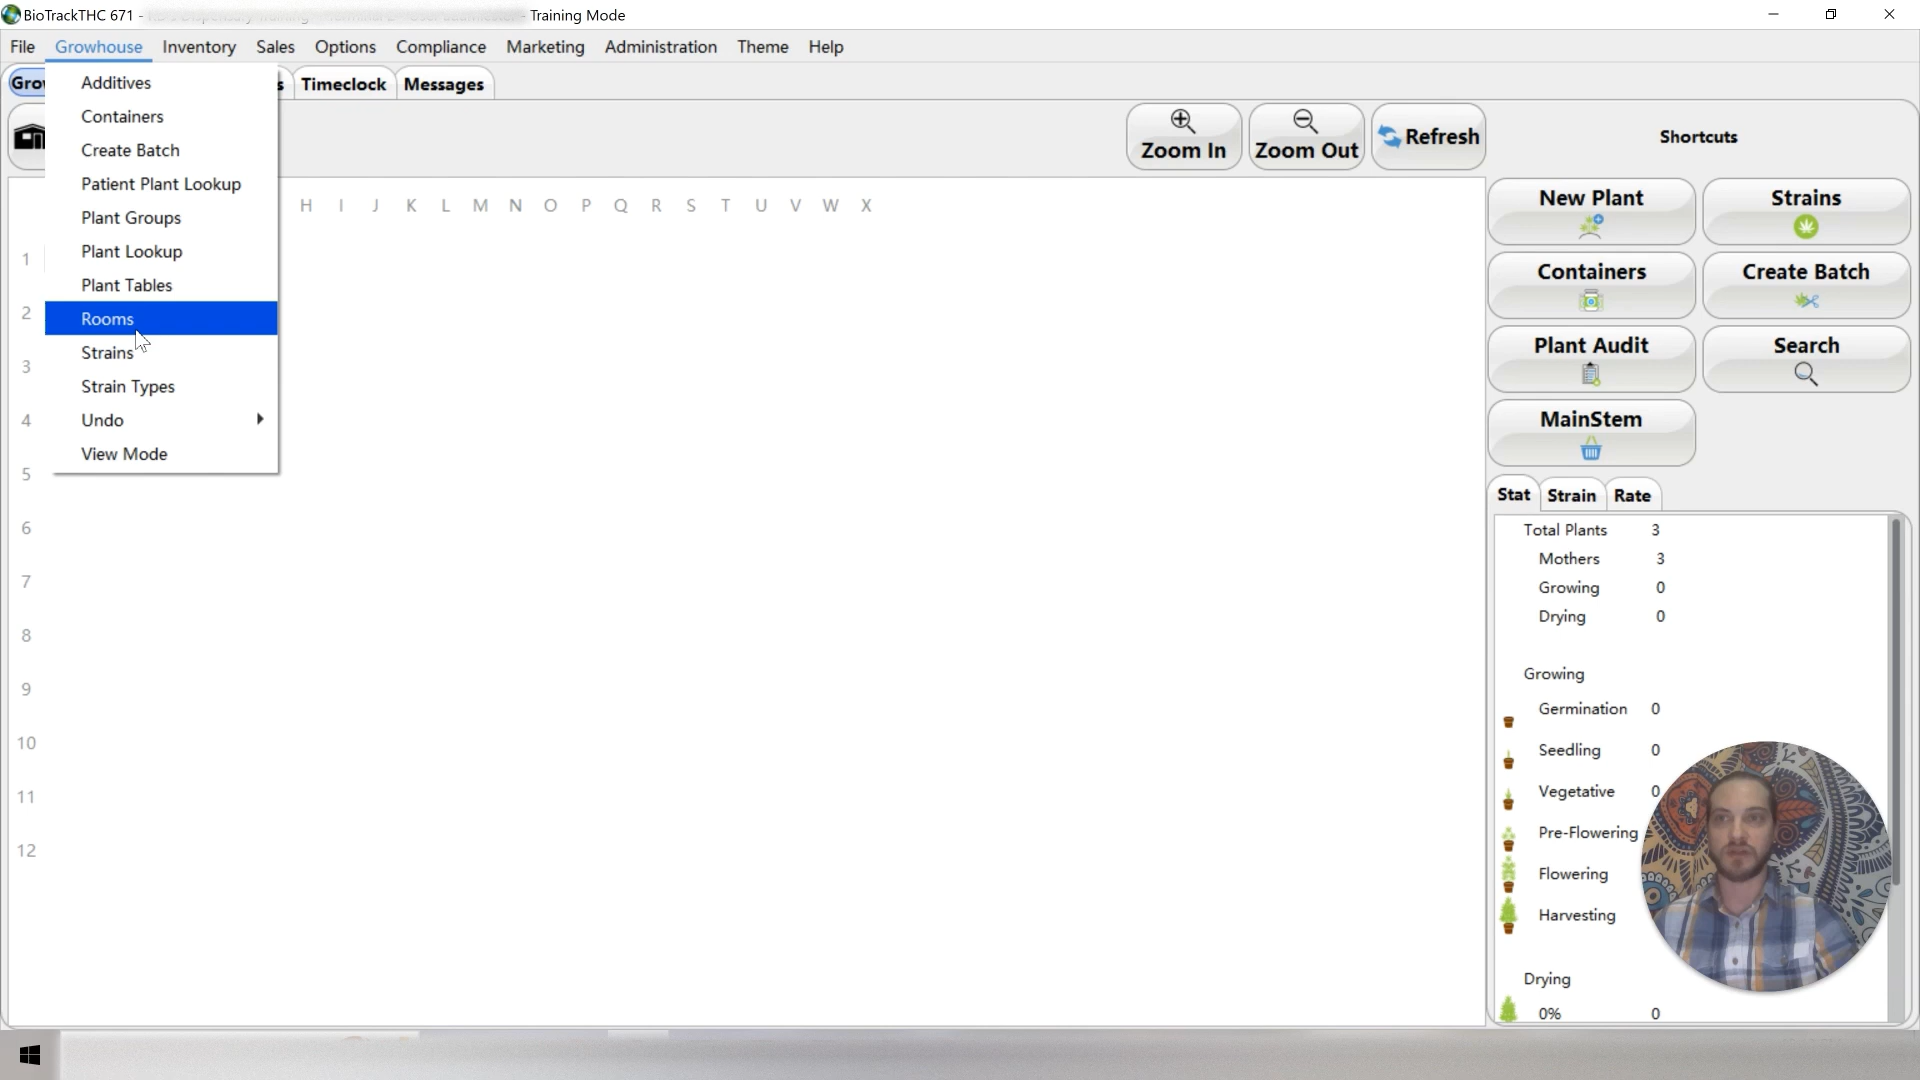 BioTrackTHC 671 - - Training Mode
File Growhouse Inventory Sales Options Compliance Marketing Administration Theme Help
Grow s Timeclock Messages
Additives
Containers
Create Batch
Patient Plant Lookup
Plant Groups
Plant Lookup
Plant Tables
Rooms
Strains
Strain Types
Undo
View Mode
Zoom In Zoom Out Refresh
Shortcuts
H I J K L M N O P Q R S T U V W X
1
2
3
4
5
6
7
8
9
10
11
12
New Plant Strains
Containers Create Batch
Plant Audit Search
MainStem
Stat Strain Rate
Total Plants 3
Mothers 3
Growing 0
Drying 0
Growing
Germination 0
Seedling 0
Vegetative 0
Pre-Flowering
Flowering
Harvesting
Drying
0% 0